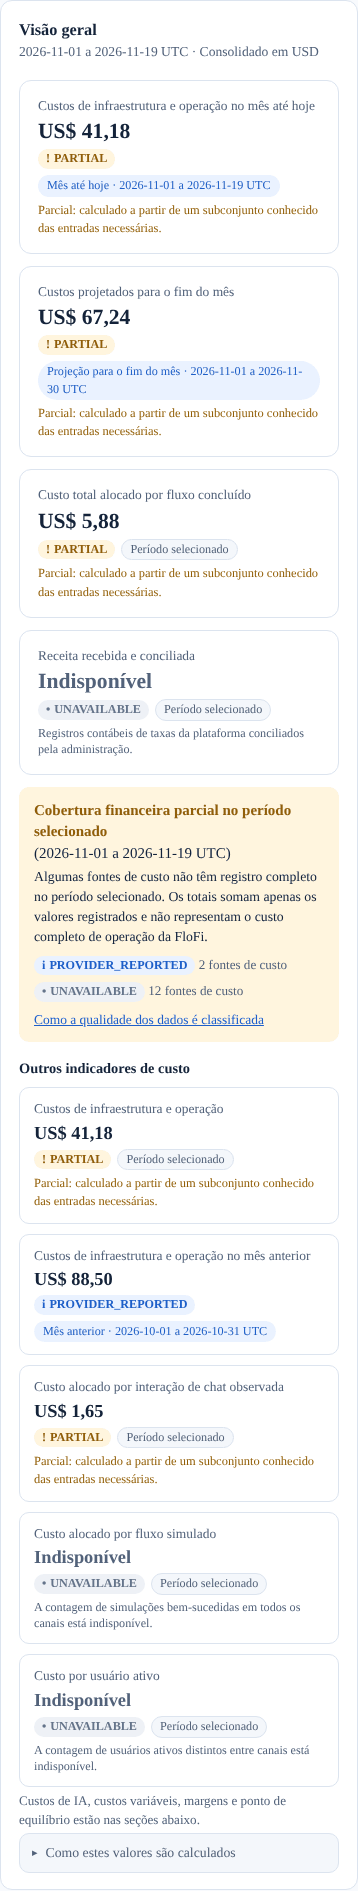 Visão geral
2026-11-01 a 2026-11-19 UTC · Consolidado em USD
Custos de infraestrutura e operação no mês até hoje
US$ 41,18
! PARTIAL
Mês até hoje · 2026-11-01 a 2026-11-19 UTC
Parcial: calculado a partir de um subconjunto conhecido
das entradas necessárias.
Custos projetados para o fim do mês
US$ 67,24
! PARTIAL
Projeção para o fim do mês · 2026-11-01 a 2026-11-
30 UTC
Parcial: calculado a partir de um subconjunto conhecido
das entradas necessárias.
Custo total alocado por fluxo concluído
US$ 5,88
! PARTIAL Período selecionado
Parcial: calculado a partir de um subconjunto conhecido
das entradas necessárias.
Receita recebida e conciliada
Indisponível
• UNAVAILABLE Período selecionado
Registros contábeis de taxas da plataforma conciliados
pela administração.
Cobertura financeira parcial no período
selecionado
(2026-11-01 a 2026-11-19 UTC)
Algumas fontes de custo não têm registro completo
no período selecionado. Os totais somam apenas os
valores registrados e não representam o custo
completo de operação da FloFi.
i PROVIDER_REPORTED 2 fontes de custo
• UNAVAILABLE 12 fontes de custo
Como a qualidade dos dados é classificada
Outros indicadores de custo
Custos de infraestrutura e operação
US$ 41,18
! PARTIAL Período selecionado
Parcial: calculado a partir de um subconjunto conhecido
das entradas necessárias.
Custos de infraestrutura e operação no mês anterior
US$ 88,50
i PROVIDER_REPORTED
Mês anterior · 2026-10-01 a 2026-10-31 UTC
Custo alocado por interação de chat observada
US$ 1,65
! PARTIAL Período selecionado
Parcial: calculado a partir de um subconjunto conhecido
das entradas necessárias.
Custo alocado por fluxo simulado
Indisponível
• UNAVAILABLE Período selecionado
A contagem de simulações bem-sucedidas em todos os
canais está indisponível.
Custo por usuário ativo
Indisponível
• UNAVAILABLE Período selecionado
A contagem de usuários ativos distintos entre canais está
indisponível.
Custos de IA, custos variáveis, margens e ponto de
equilíbrio estão nas seções abaixo.
▸ Como estes valores são calculados